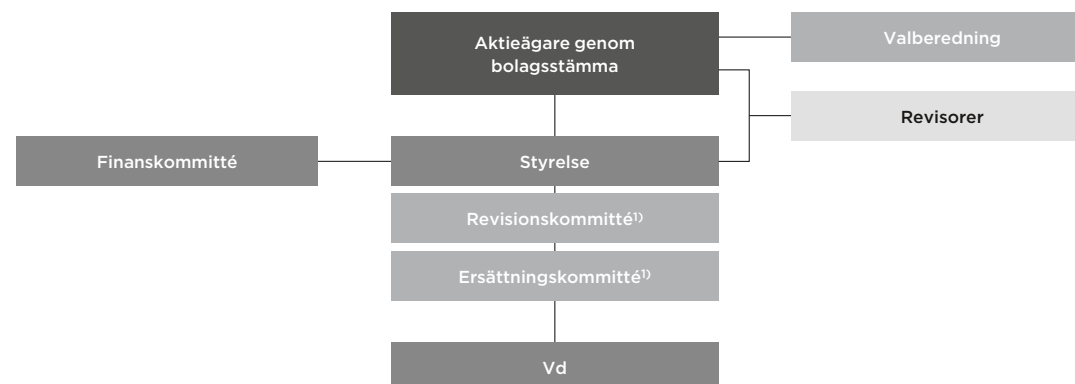 Aktieägare genom
bolagsstämma
Valberedning
Revisorer
Finanskommitté
Styrelse
Revisionskommitté¹⁾
Ersättningskommitté¹⁾
Vd